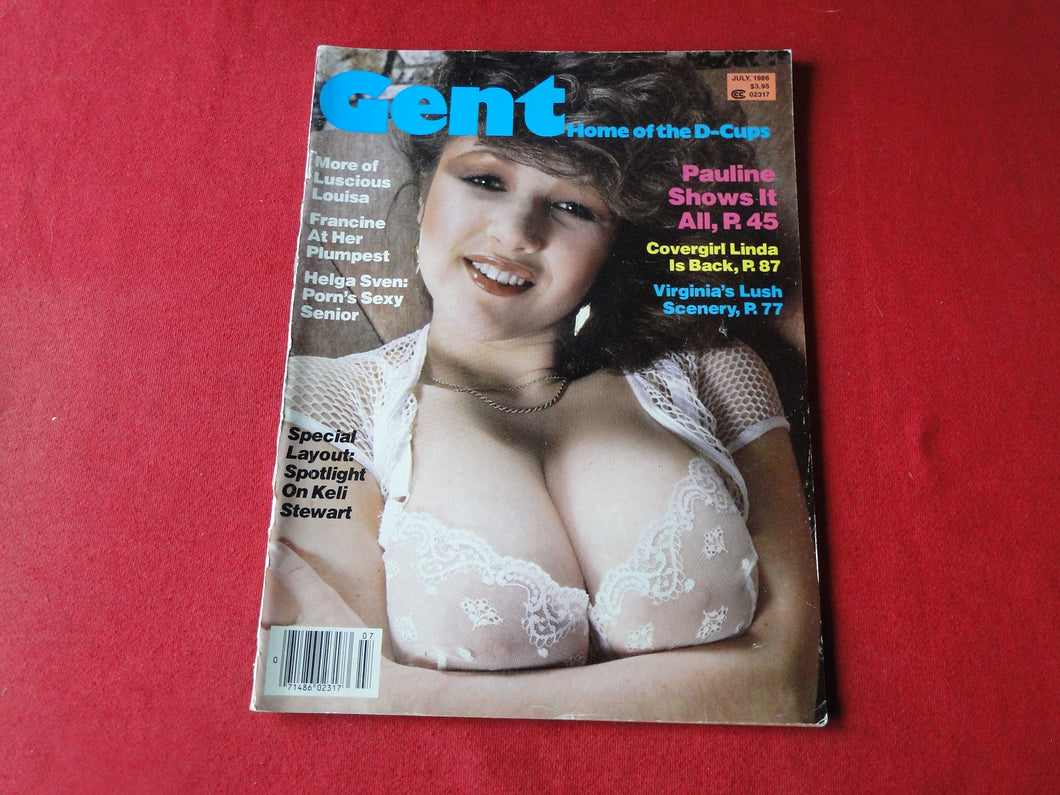 Gent
Home of the D-Cups
JULY, 1986
$3.95
CC 02317
More of
Luscious
Louisa
Francine
At Her
Plumpest
Helga Sven:
Porn's Sexy
Senior
Pauline
Shows It
All, P. 45
Covergirl Linda
Is Back, P. 87
Virginia's Lush
Scenery, P. 77
Special
Layout:
Spotlight
On Keli
Stewart
07
0
71486 02317